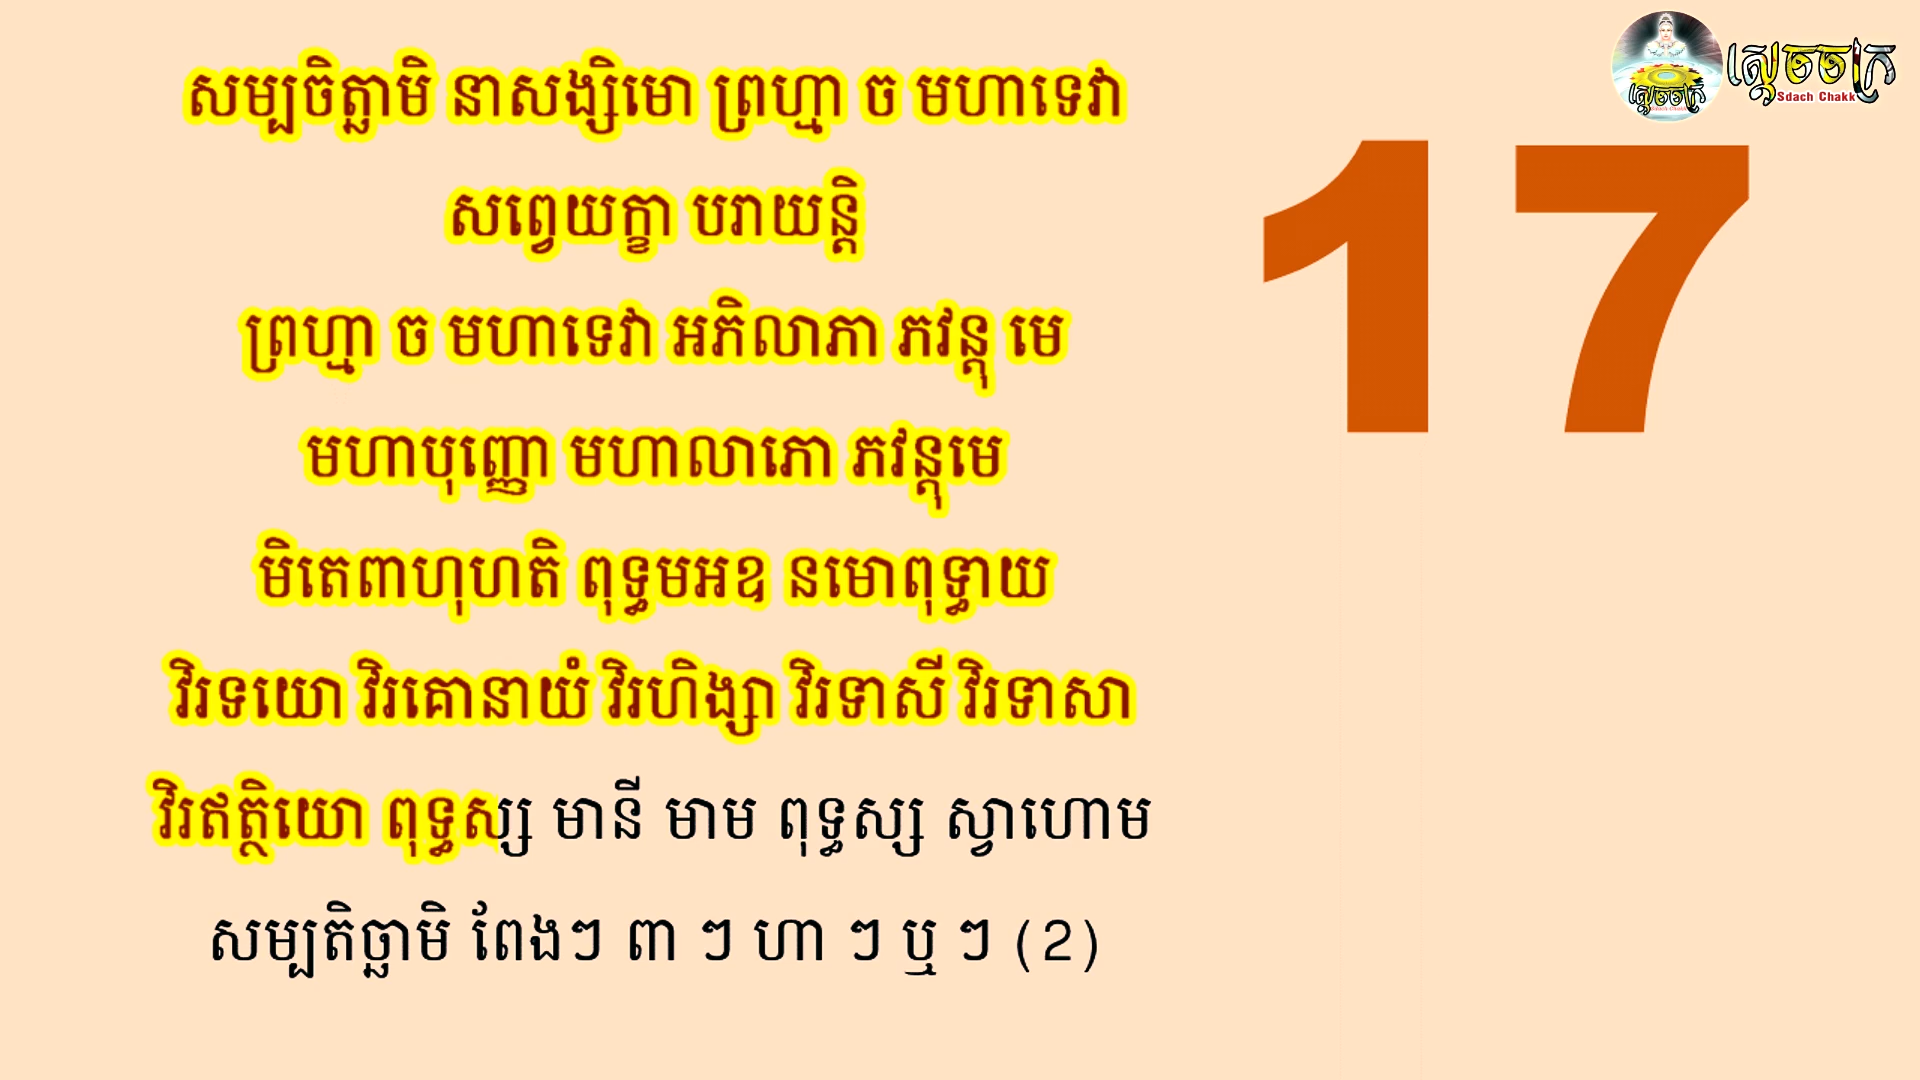 សម្បចិត្ឆាមិ នាសង្សិមោ ព្រហ្មា ច មហាទេវា
សព្វេយក្ខា បរាយន្តិ
ព្រហ្មា ច មហាទេវា អភិលាភា ភវន្តុ មេ
មហាបុញ្ញោ មហាលាភោ ភវន្តុមេ
មិតេពាហុហតិ ពុទ្ធមអឧ នមោពុទ្ធាយ
វិរទយោ វិរគោនាយំ វិរហិង្សា វិរទាសី វិរទាសា
វិរឥត្ថិយោ ពុទ្ធស្ស មានី មាម ពុទ្ធស្ស ស្វាហោម
សម្បតិច្ឆាមិ ពែងៗ ពា ៗ ហា ៗ ឬ ៗ (2)
17
ស្តេចចក្រ
Sdach Chakk
ស្តេចចក្រ